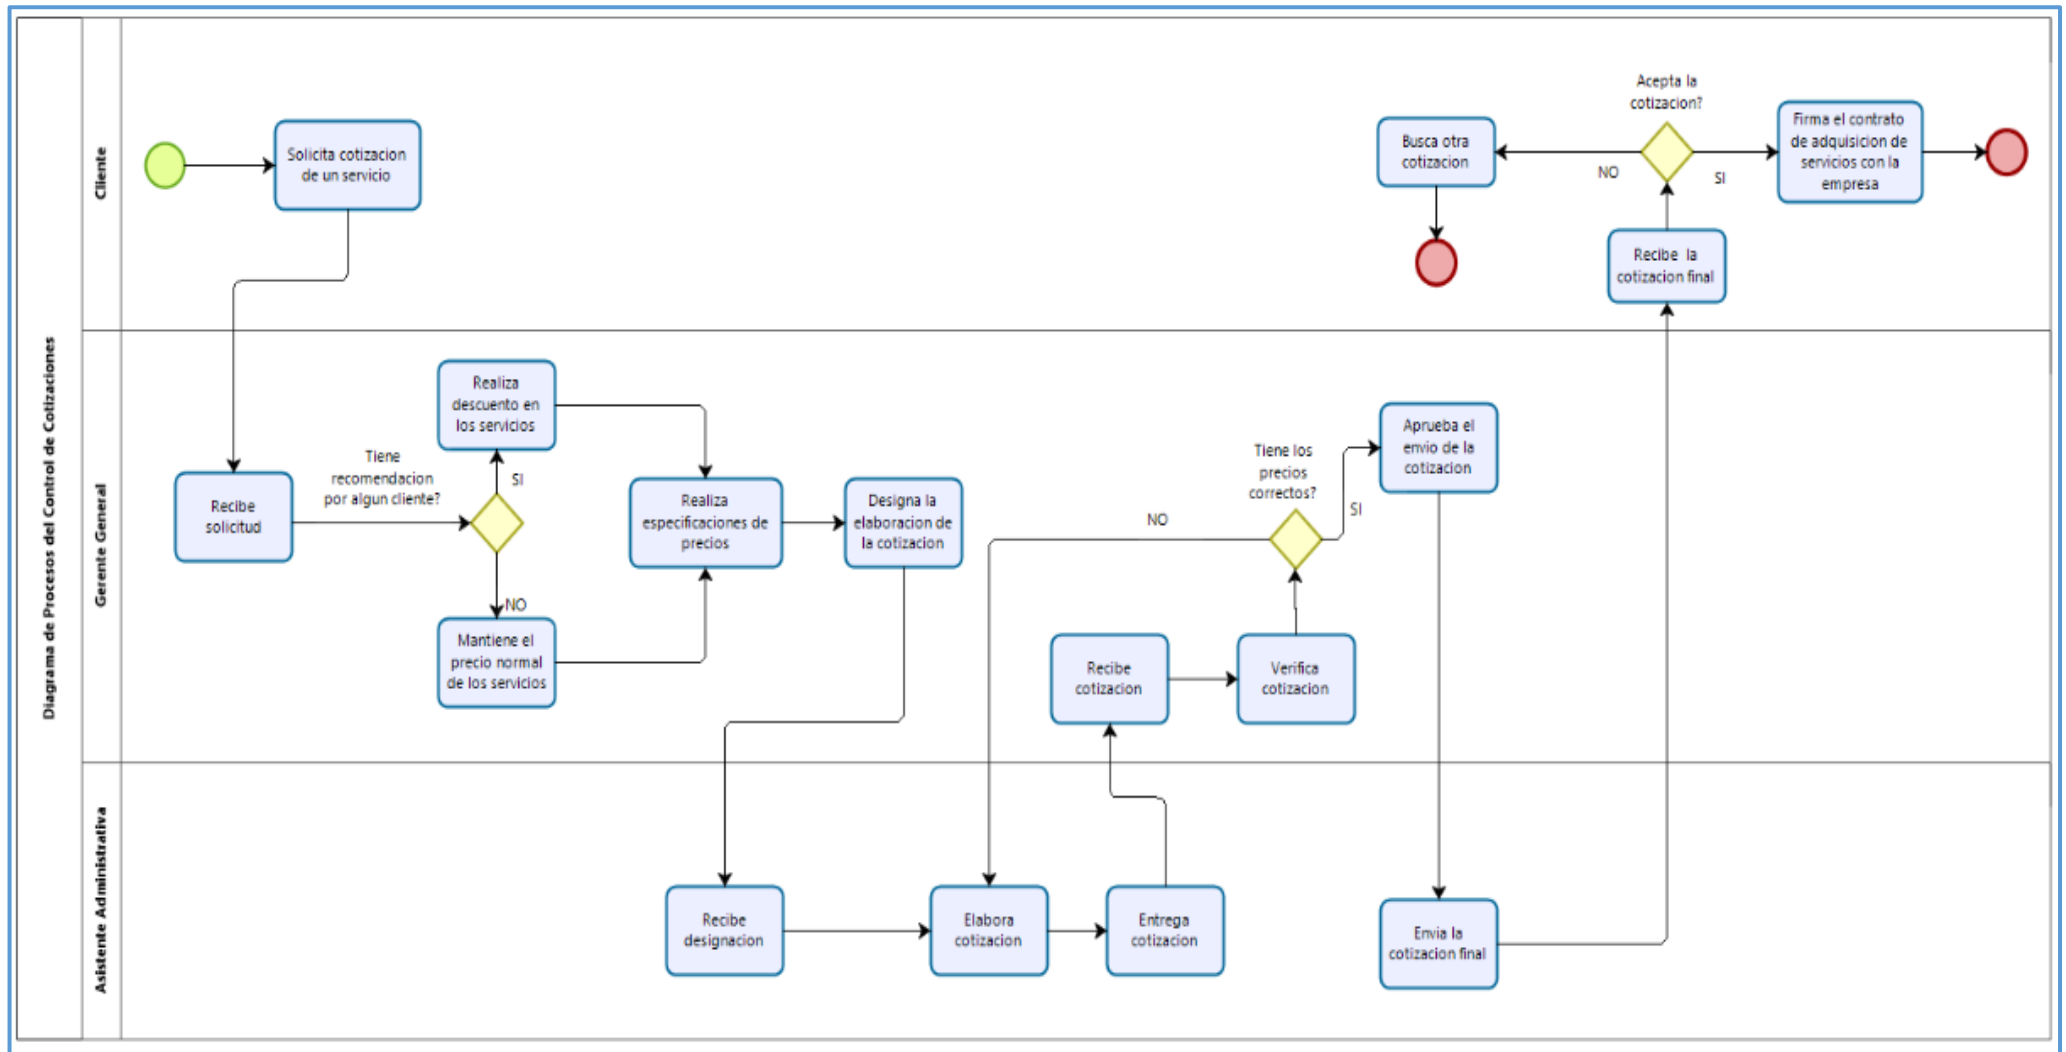 Diagrama de Procesos del Control de Cotizaciones
Cliente
Solicita cotizacion
de un servicio
Busca otra
cotizacion
NO
Acepta la
cotizacion?
SI
Firma el contrato
de adquisicion de
servicios con la
empresa
Recibe la
cotizacion final
Gerente General
Recibe
solicitud
Tiene
recomendacion
por algun cliente?
SI
Realiza
descuento en
los servicios
NO
Mantiene el
precio normal
de los servicios
Realiza
especificaciones de
precios
Designa la
elaboracion de
la cotizacion
Recibe
cotizacion
Verifica
cotizacion
NO
Tiene los
precios
correctos?
SI
Aprueba el
envio de la
cotizacion
Asistente Administrativa
Recibe
designacion
Elabora
cotizacion
Entrega
cotizacion
Envia la
cotizacion final